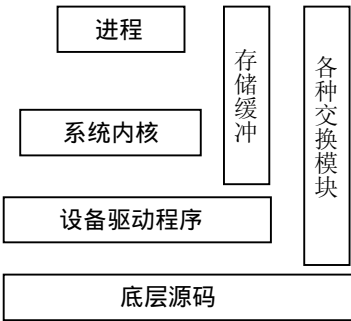 进程
存储缓冲
各种交换模块
系统内核
设备驱动程序
底层源码